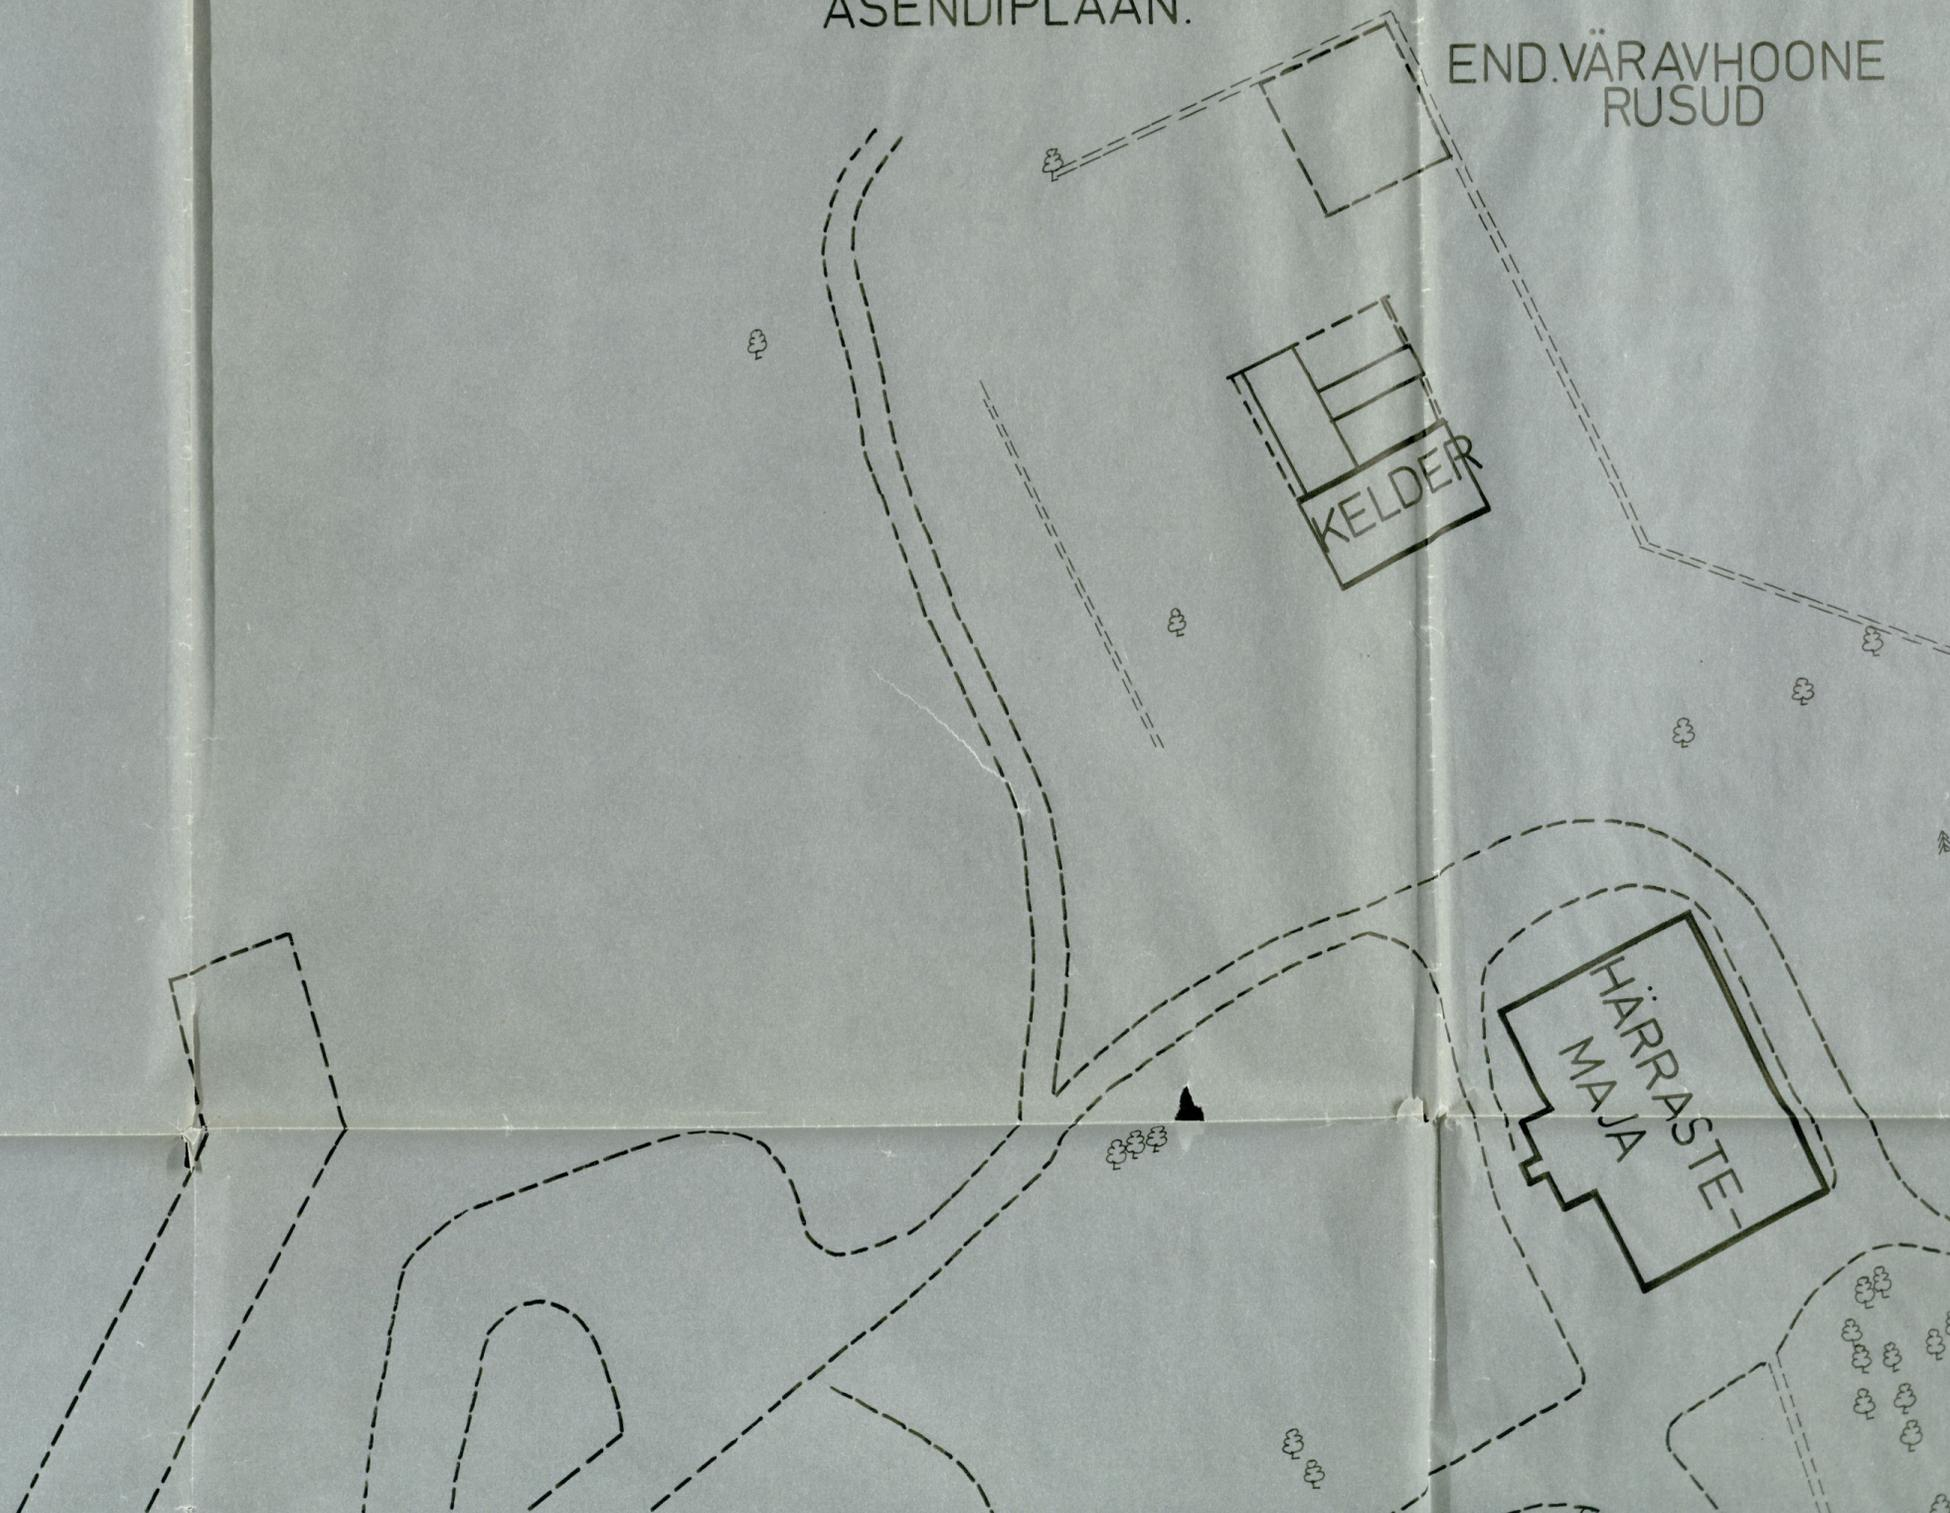 ASENDIPLAAN.
END.VÄRAVHOONE
RUSUD
KELDER
HÄRRASTE-
MAJA